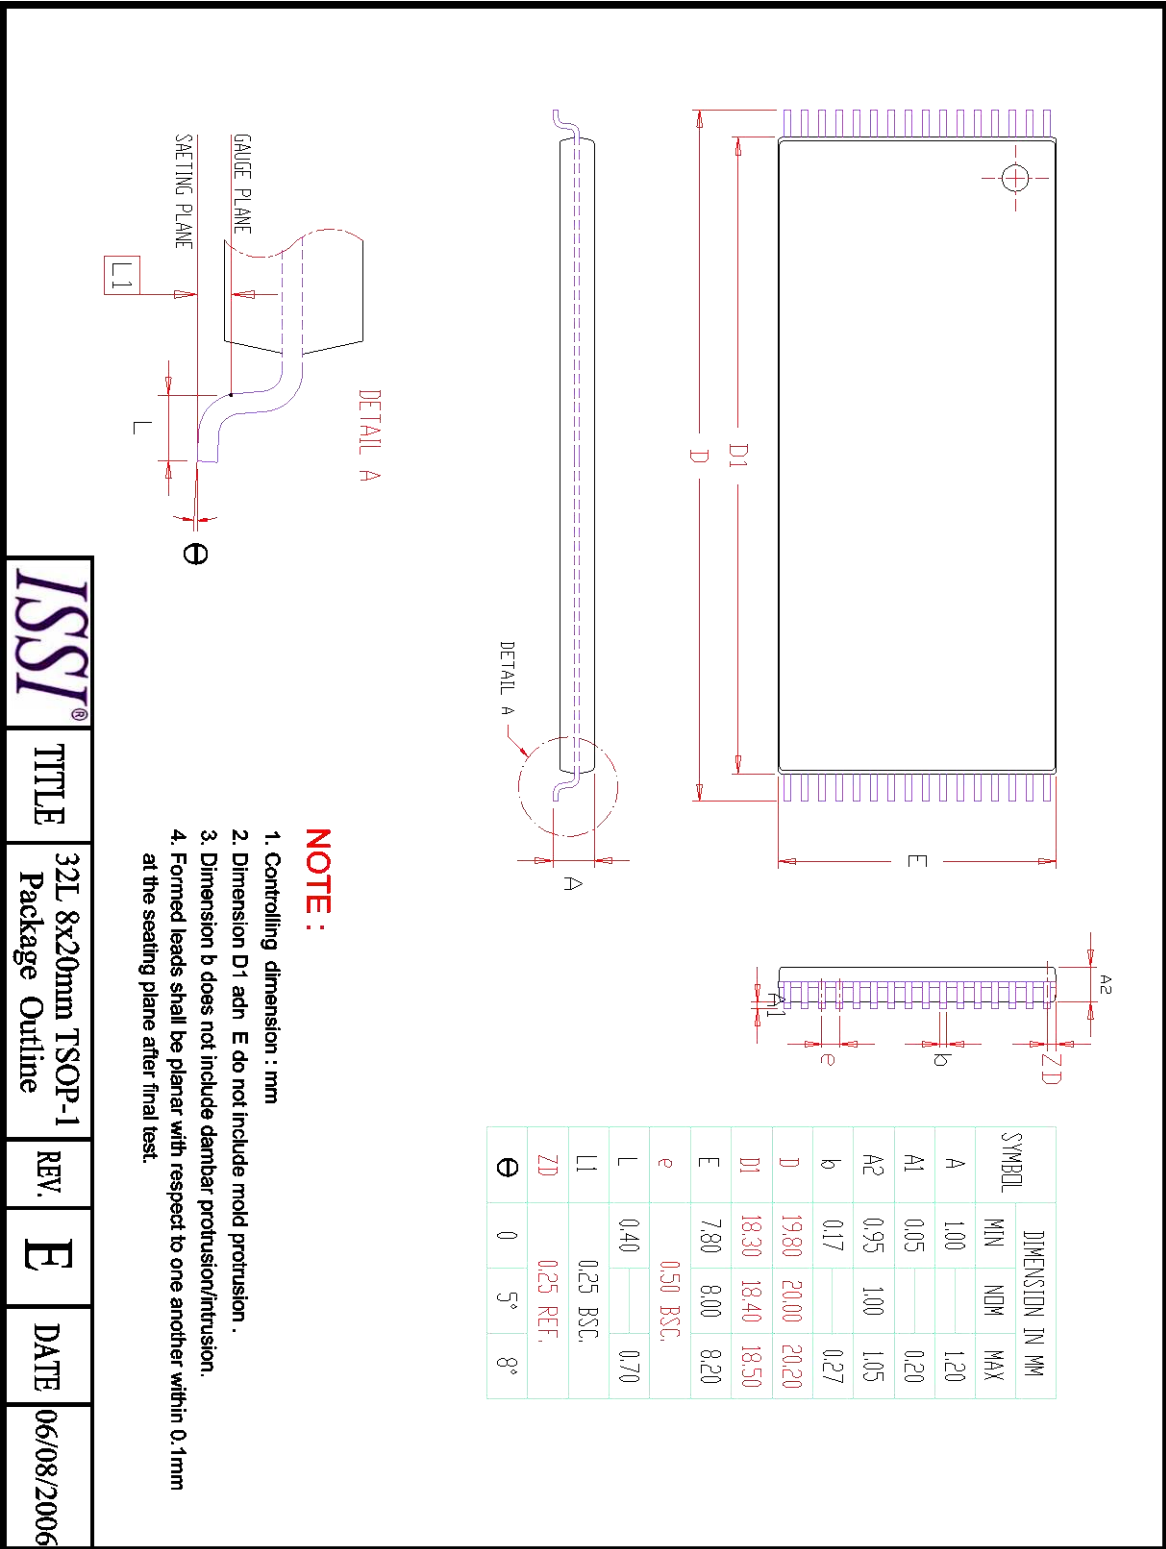 D1
D
E
DETAIL A
A
A2
A1
e
b
ZD
DETAIL A
GAUGE PLANE
SAETING PLANE
L1
L
Θ
SYMBOL DIMENSION IN MM
MIN NOM MAX
A 1.00 1.20
A1 0.05 0.20
A2 0.95 1.00 1.05
b 0.17 0.27
D 19.80 20.00 20.20
D1 18.30 18.40 18.50
E 7.80 8.00 8.20
e 0.50 BSC.
L 0.40 0.70
L1 0.25 BSC.
ZD 0.25 REF.
Θ 0 5° 8°
NOTE :
1. Controlling dimension : mm
2. Dimension D1 adn E do not include mold protrusion .
3. Dimension b does not include dambar protrusion/intrusion.
4. Formed leads shall be planar with respect to one another within 0.1mm
at the seating plane after final test.
ISSI®
TITLE
32L 8x20mm TSOP-1
Package Outline
REV.
E
DATE
06/08/2006